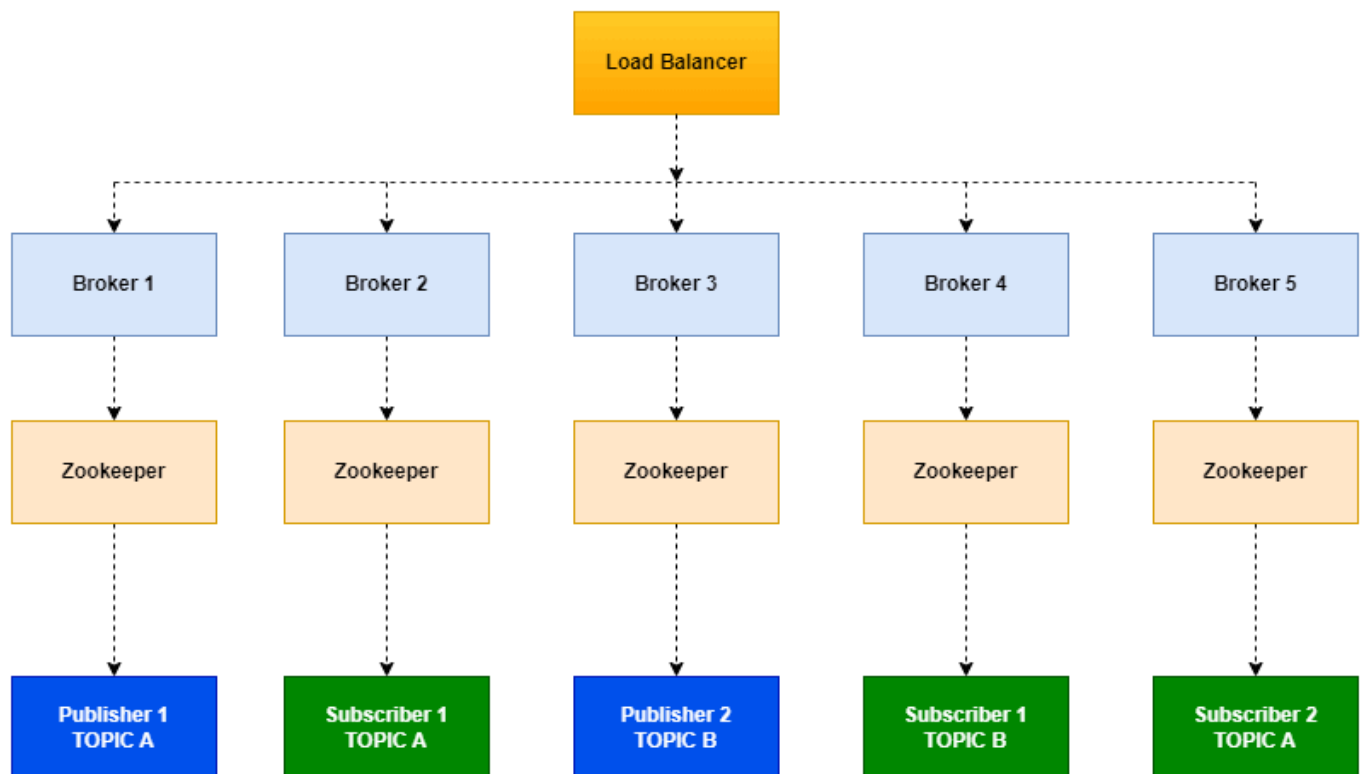 Load Balancer
Broker 1
Broker 2
Broker 3
Broker 4
Broker 5
Zookeeper
Zookeeper
Zookeeper
Zookeeper
Zookeeper
Publisher 1
TOPIC A
Subscriber 1
TOPIC A
Publisher 2
TOPIC B
Subscriber 1
TOPIC B
Subscriber 2
TOPIC A